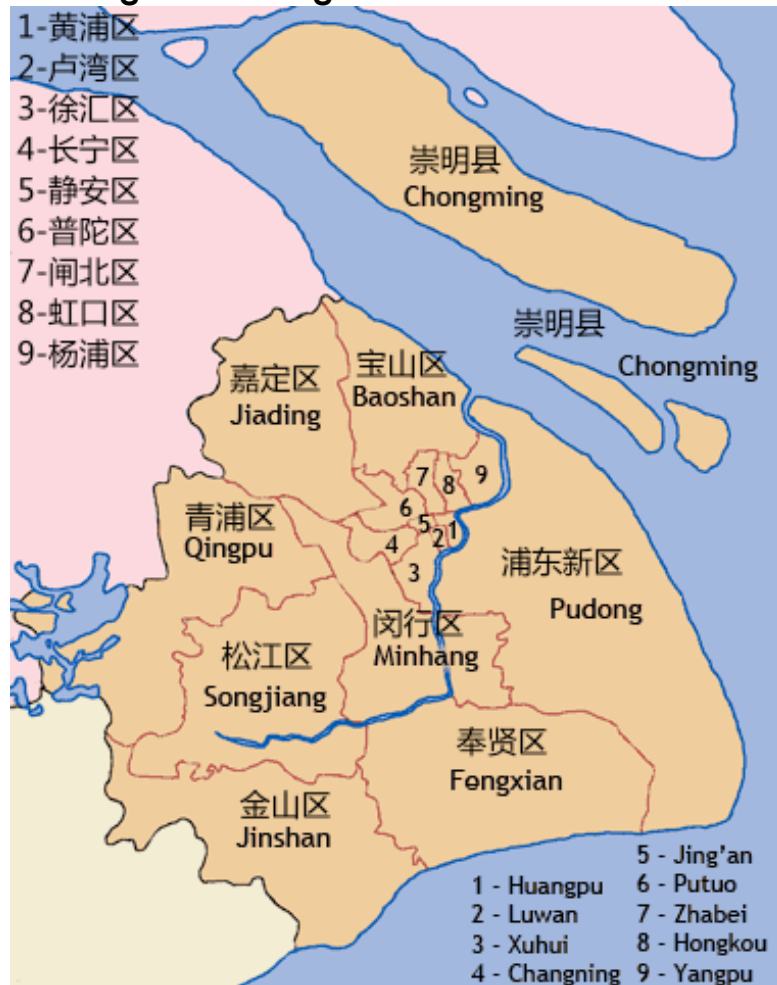 1-黄浦区
2-卢湾区
3-徐汇区
4-长宁区
5-静安区
6-普陀区
7-闸北区
8-虹口区
9-杨浦区
崇明县
Chongming
崇明县
Chongming
嘉定区
Jiading
宝山区
Baoshan
7
8
9
6
5
1
2
4
3
青浦区
Qingpu
浦东新区
Pudong
闵行区
Minhang
松江区
Songjiang
奉贤区
Fengxian
金山区
Jinshan
1 - Huangpu
2 - Luwan
3 - Xuhui
4 - Changning
5 - Jing'an
6 - Putuo
7 - Zhabei
8 - Hongkou
9 - Yangpu